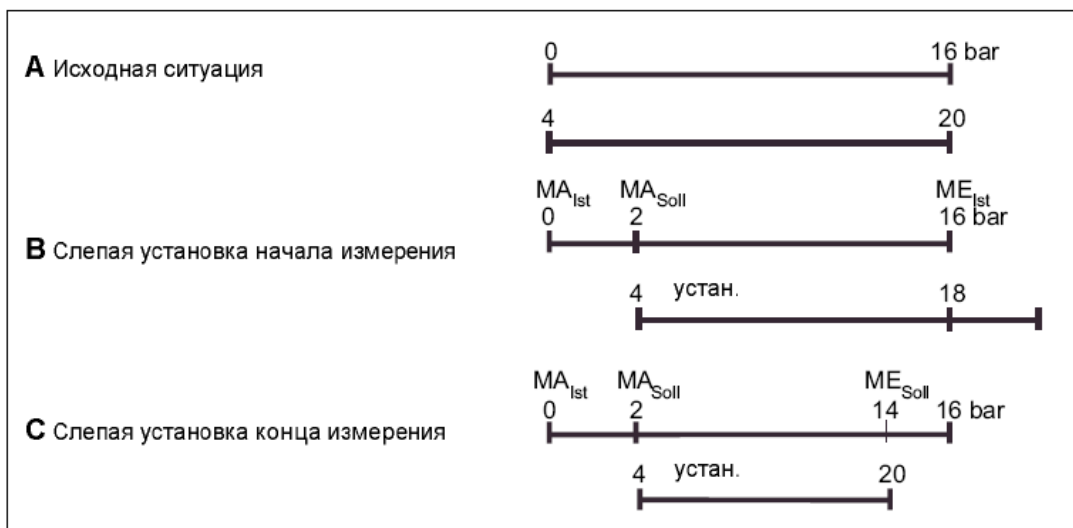 0 16 bar
A Исходная ситуация
4 20
MA_Ist MA_Soll ME_Ist
0 2 16 bar
B Слепая установка начала измерения
4 устан. 18
MA_Ist MA_Soll ME_Soll
0 2 14 16 bar
C Слепая установка конца измерения
4 устан. 20